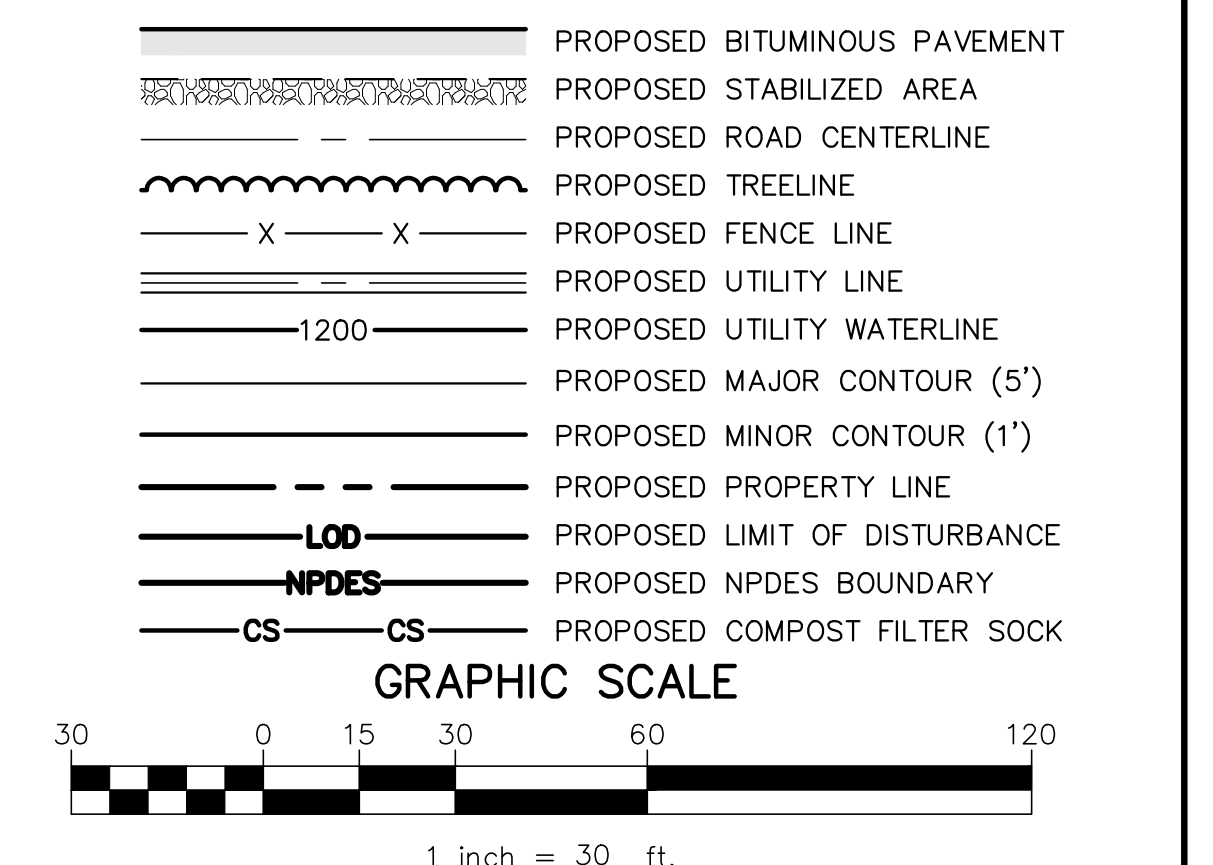 PROPOSED BITUMINOUS PAVEMENT
PROPOSED STABILIZED AREA
PROPOSED ROAD CENTERLINE
PROPOSED TREELINE
X X PROPOSED FENCE LINE
PROPOSED UTILITY LINE
1200 PROPOSED UTILITY WATERLINE
PROPOSED MAJOR CONTOUR (5')
PROPOSED MINOR CONTOUR (1')
PROPOSED PROPERTY LINE
LOD PROPOSED LIMIT OF DISTURBANCE
NPDES PROPOSED NPDES BOUNDARY
CS CS PROPOSED COMPOST FILTER SOCK
GRAPHIC SCALE
30 0 15 30 60 120
1 inch = 30 ft.